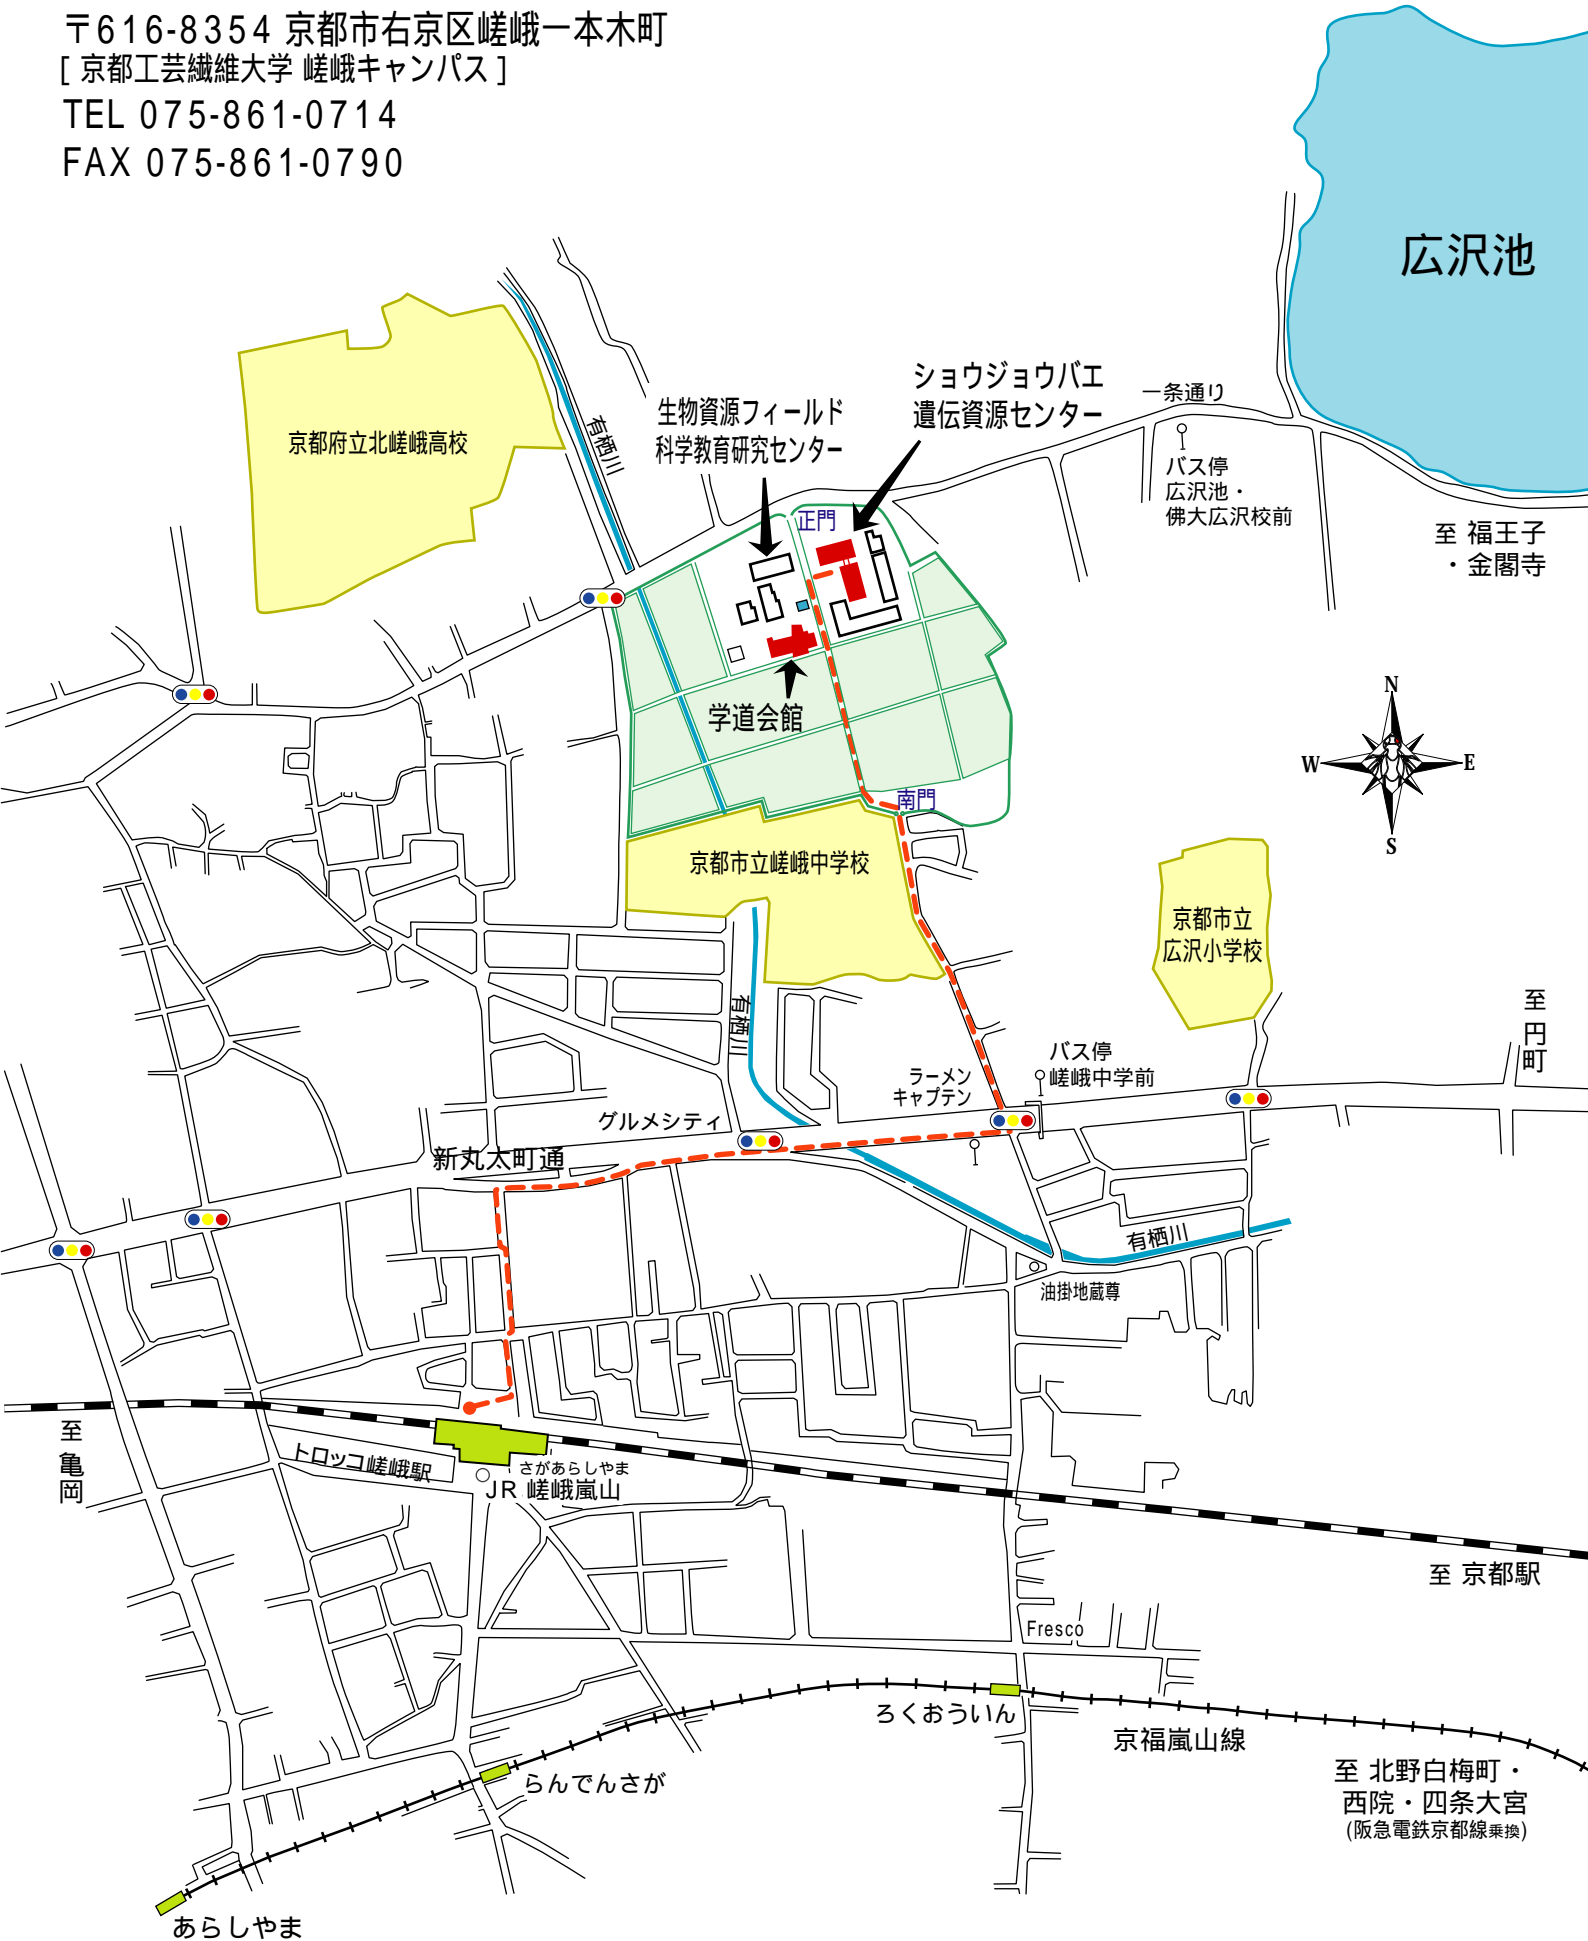 〒616-8354 京都市右京区嵯峨一本木町
[ 京都工芸繊維大学 嵯峨キャンパス ]
TEL 075-861-0714
FAX 075-861-0790
広沢池
ショウジョウバエ
遺伝資源センター
一条通り
生物資源フィールド
科学教育研究センター
京都府立北嵯峨高校
有栖川
バス停
広沢池・
佛大広沢校前
正門
至 福王子
・金閣寺
学道会館
N
W
E
S
南門
京都市立嵯峨中学校
京都市立
広沢小学校
有栖川
至
円
町
バス停
嵯峨中学前
ラーメン
キャプテン
グルメシティ
新丸太町通
有栖川
油掛地蔵尊
至
亀
岡
トロッコ嵯峨駅
さがあらしやま
JR 嵯峨嵐山
至 京都駅
Fresco
ろくおういん
京福嵐山線
らんでんさが
至 北野白梅町・
西院・四条大宮
(阪急電鉄京都線乗換)
あらしやま